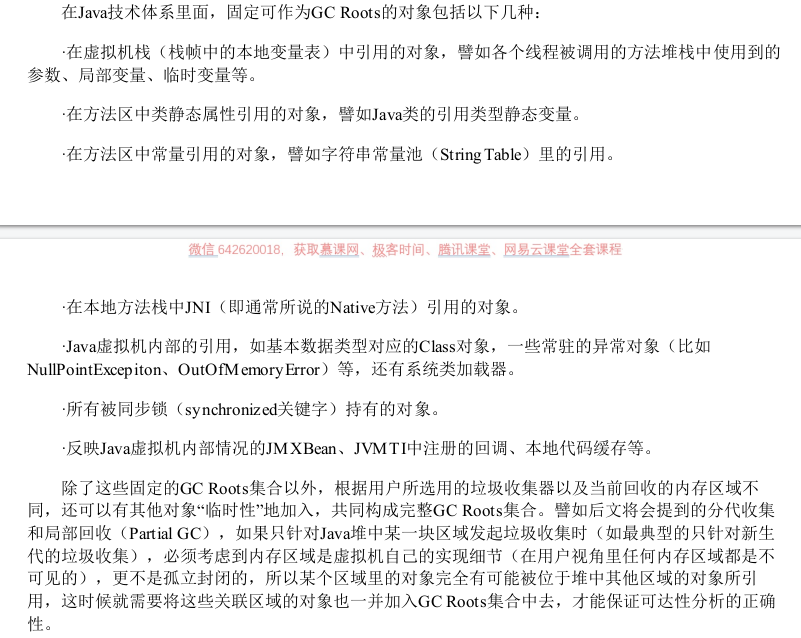 在Java技术体系里面，固定可作为GC Roots的对象包括以下几种：
·在虚拟机栈（栈帧中的本地变量表）中引用的对象，譬如各个线程被调用的方法堆栈中使用到的
参数、局部变量、临时变量等。
·在方法区中类静态属性引用的对象，譬如Java类的引用类型静态变量。
·在方法区中常量引用的对象，譬如字符串常量池（String Table）里的引用。
微信 642620018，获取慕课网、极客时间、腾讯课堂、网易云课堂全套课程
·在本地方法栈中JNI（即通常所说的Native方法）引用的对象。
·Java虚拟机内部的引用，如基本数据类型对应的Class对象，一些常驻的异常对象（比如
NullPointExcepiton、OutOfMemoryError）等，还有系统类加载器。
·所有被同步锁（synchronized关键字）持有的对象。
·反映Java虚拟机内部情况的JMXBean、JVMTI中注册的回调、本地代码缓存等。
除了这些固定的GC Roots集合以外，根据用户所选用的垃圾收集器以及当前回收的内存区域不
同，还可以有其他对象“临时性”地加入，共同构成完整GC Roots集合。譬如后文将会提到的分代收集
和局部回收（Partial GC），如果只针对Java堆中某一块区域发起垃圾收集时（如最典型的只针对新生
代的垃圾收集），必须考虑到内存区域是虚拟机自己的实现细节（在用户视角里任何内存区域都是不
可见的），更不是孤立封闭的，所以某个区域里的对象完全有可能被位于堆中其他区域的对象所引
用，这时候就需要将这些关联区域的对象也一并加入GC Roots集合中去，才能保证可达性分析的正确
性。